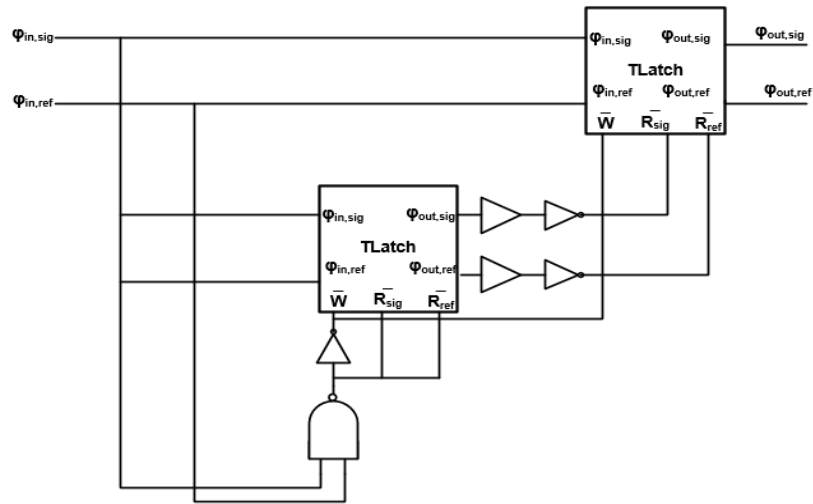 φin,sig φin,sig φout,sig φout,sig
TLatch
φin,ref φin,ref φout,ref φout,ref
W̅ R̅sig R̅ref
φin,sig φout,sig
TLatch
φin,ref φout,ref
W̅ R̅sig R̅ref